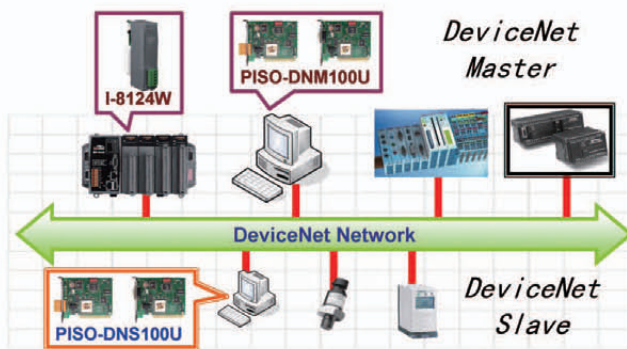 DeviceNet
Master
I-8124W
PISO-DNM100U
DeviceNet Network
PISO-DNS100U
DeviceNet
Slave